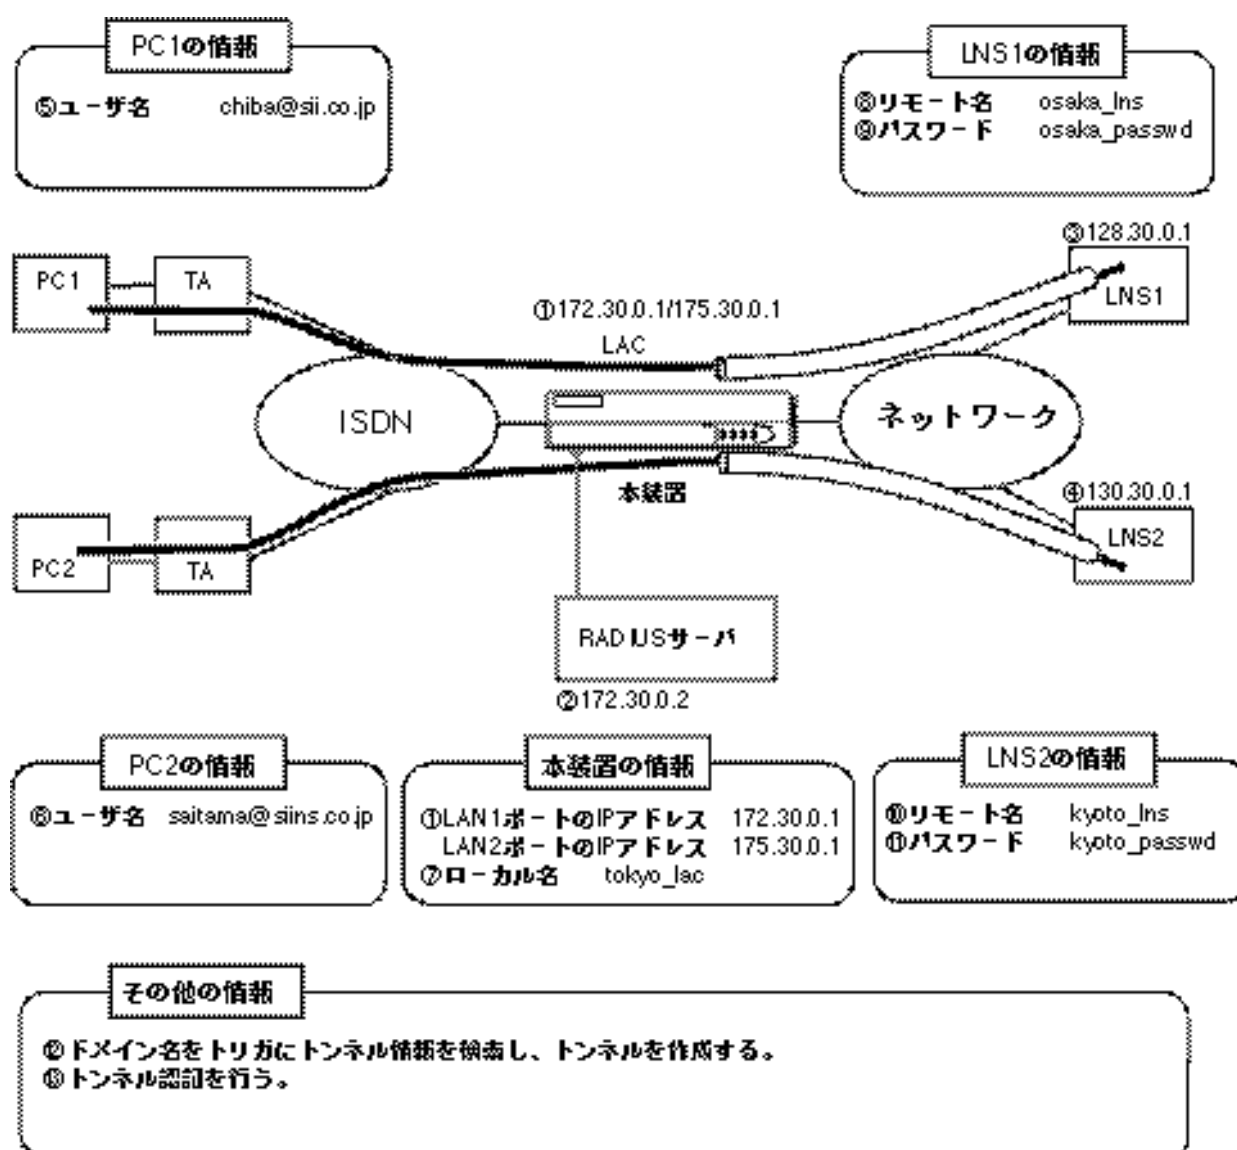 PC1の情報
⑤ユーザ名 chiba@sii.co.jp
LNS1の情報
⑧リモート名 osaka_lns
⑨パスワード osaka_passwd
③128.30.0.1
PC1
TA
LNS1
①172.30.0.1/175.30.0.1
LAC
ISDN
ネットワーク
本装置
④130.30.0.1
PC2
TA
LNS2
RADIUSサーバ
②172.30.0.2
PC2の情報
⑥ユーザ名 saitama@siins.co.jp
本装置の情報
①LAN1ポートのIPアドレス 172.30.0.1
LAN2ポートのIPアドレス 175.30.0.1
⑦ローカル名 tokyo_lac
LNS2の情報
⑩リモート名 kyoto_lns
⑪パスワード kyoto_passwd
その他の情報
⑫ドメイン名をトリガにトンネル情報を検索し、トンネルを作成する。
⑬トンネル認証を行う。